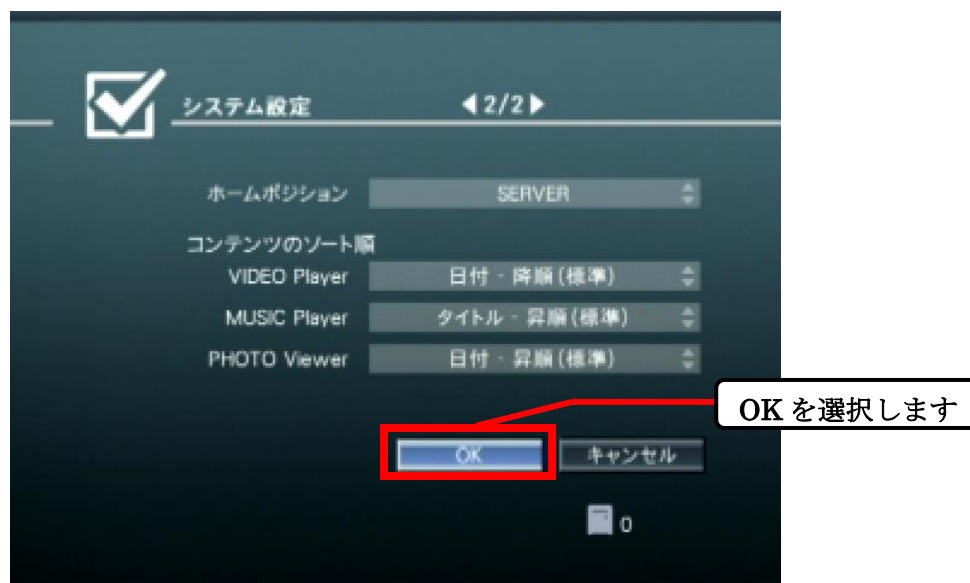 システム設定 ◀2/2▶
ホームポジション SERVER
コンテンツのソート順
VIDEO Player 日付 - 降順(標準)
MUSIC Player タイトル - 昇順(標準)
PHOTO Viewer 日付 - 昇順(標準)
OK を選択します
OK キャンセル
0